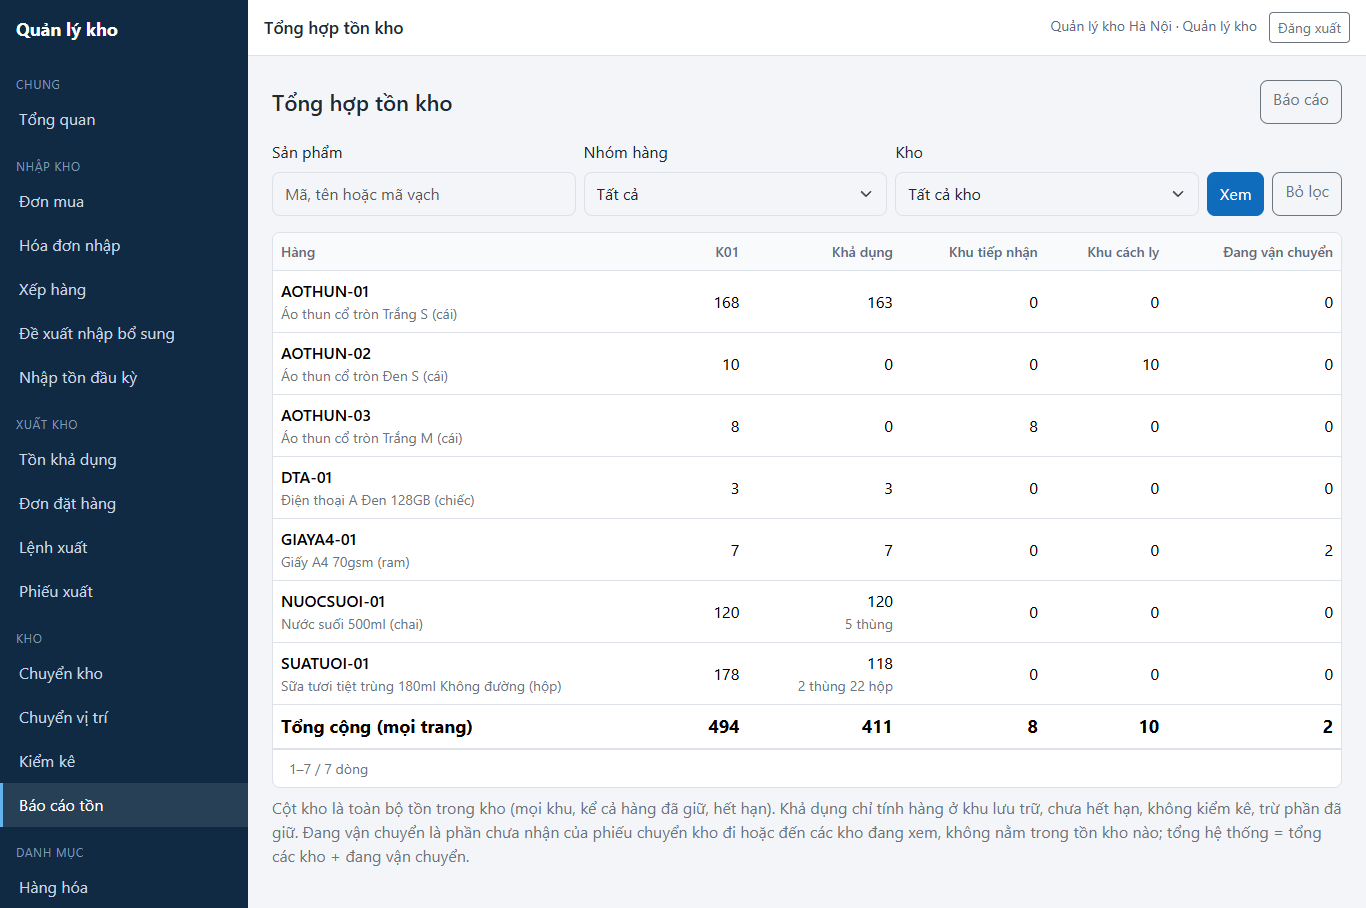 Quản lý kho
CHUNG
Tổng quan
NHẬP KHO
Đơn mua
Hóa đơn nhập
Xếp hàng
Đề xuất nhập bổ sung
Nhập tồn đầu kỳ
XUẤT KHO
Tồn khả dụng
Đơn đặt hàng
Lệnh xuất
Phiếu xuất
KHO
Chuyển kho
Chuyển vị trí
Kiểm kê
Báo cáo tồn
DANH MỤC
Hàng hóa
Tổng hợp tồn kho
Quản lý kho Hà Nội · Quản lý kho
Đăng xuất
Tổng hợp tồn kho
Báo cáo
Sản phẩm
Nhóm hàng
Kho
Mã, tên hoặc mã vạch
Tất cả
Tất cả kho
Xem
Bỏ lọc
Hàng K01 Khả dụng Khu tiếp nhận Khu cách ly Đang vận chuyển
AOTHUN-01
Áo thun cổ tròn Trắng S (cái)
168 163 0 0 0
AOTHUN-02
Áo thun cổ tròn Đen S (cái)
10 0 0 10 0
AOTHUN-03
Áo thun cổ tròn Trắng M (cái)
8 0 8 0 0
DTA-01
Điện thoại A Đen 128GB (chiếc)
3 3 0 0 0
GIAYA4-01
Giấy A4 70gsm (ram)
7 7 0 0 2
NUOCSUOI-01
Nước suối 500ml (chai)
120 120 0 0 0
5 thùng
SUATUOI-01
Sữa tươi tiệt trùng 180ml Không đường (hộp)
178 118 0 0 0
2 thùng 22 hộp
Tổng cộng (mọi trang) 494 411 8 10 2
1–7 / 7 dòng
Cột kho là toàn bộ tồn trong kho (mọi khu, kể cả hàng đã giữ, hết hạn). Khả dụng chỉ tính hàng ở khu lưu trữ, chưa hết hạn, không kiểm kê, trừ phần đã
giữ. Đang vận chuyển là phần chưa nhận của phiếu chuyển kho đi hoặc đến các kho đang xem, không nằm trong tồn kho nào; tổng hệ thống = tổng
các kho + đang vận chuyển.